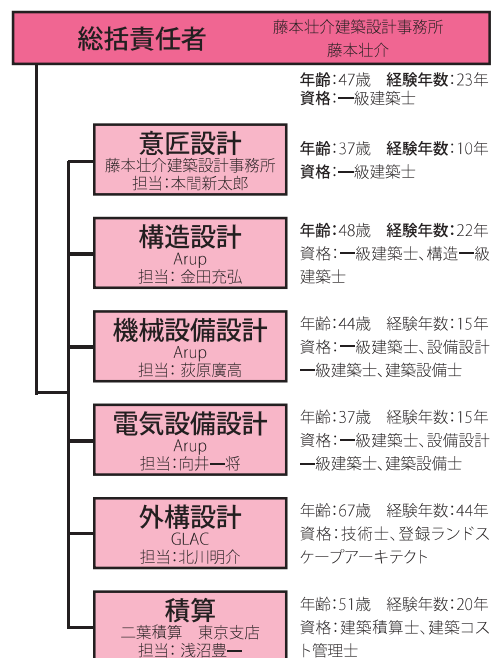 総括責任者
藤本壮介建築設計事務所
藤本壮介
年齢：47歳　経験年数：23年
資格：一級建築士
意匠設計
藤本壮介建築設計事務所
担当：本間新太郎
年齢：37歳　経験年数：10年
資格：一級建築士
構造設計
Arup
担当：金田充弘
年齢：48歳　経験年数：22年
資格：一級建築士、構造一級
建築士
機械設備設計
Arup
担当：荻原廣高
年齢：44歳　経験年数：15年
資格：一級建築士、設備設計
一級建築士、建築設備士
電気設備設計
Arup
担当：向井一将
年齢：37歳　経験年数：15年
資格：一級建築士、設備設計
一級建築士、建築設備士
外構設計
GLAC
担当：北川明介
年齢：67歳　経験年数：44年
資格：技術士、登録ランドス
ケープアーキテクト
積算
二葉積算　東京支店
担当：浅沼豊一
年齢：51歳　経験年数：20年
資格：建築積算士、建築コス
ト管理士